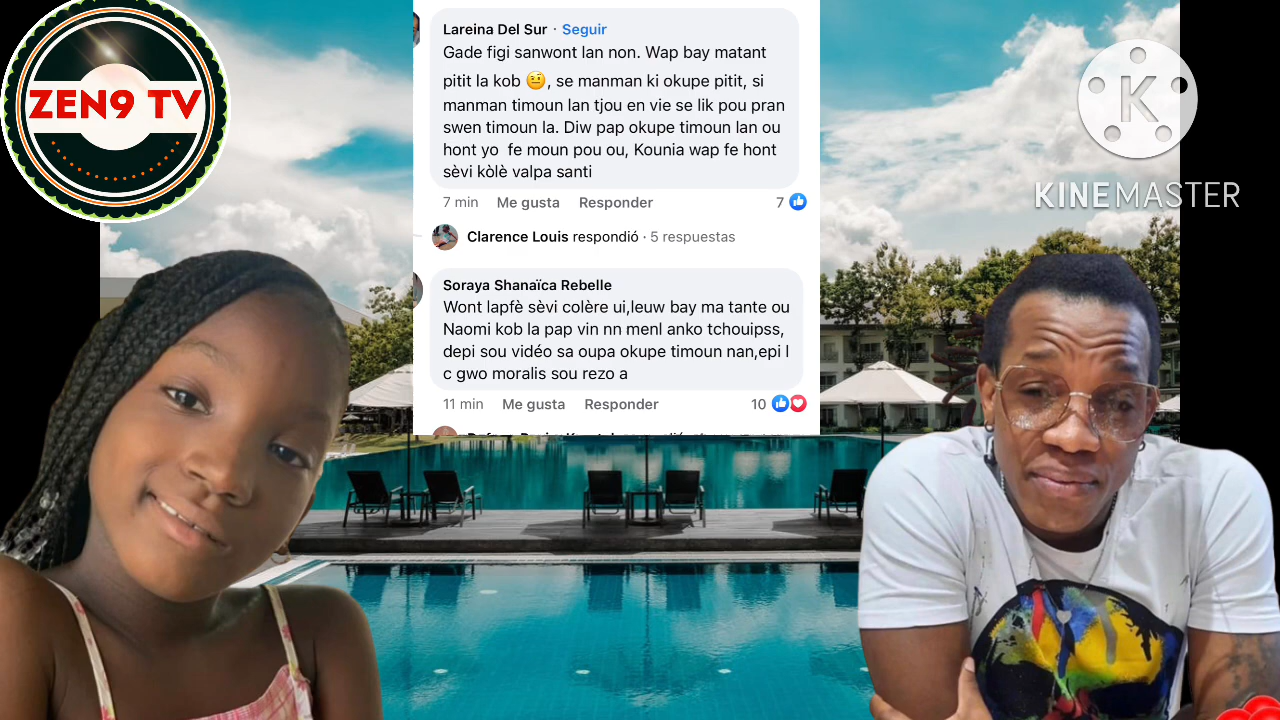 ZEN9 TV
Lareina Del Sur · Seguir
Gade figi sanwont lan non. Wap bay matant
pitit la kob 🤨, se manman ki okupe pitit, si
manman timoun lan tjou en vie se lik pou pran
swen timoun la. Diw pap okupe timoun lan ou
hont yo fe moun pou ou, Kounia wap fe hont
sèvi kòlè valpa santi
7 min Me gusta Responder 7
Clarence Louis respondió · 5 respuestas
Soraya Shanaïca Rebelle
Wont lapfè sèvi colère ui,leuw bay ma tante ou
Naomi kob la pap vin nn menl anko tchouipss,
depi sou vidéo sa oupa okupe timoun nan,epi l
c gwo moralis sou rezo a
11 min Me gusta Responder 10
K
KINEMASTER